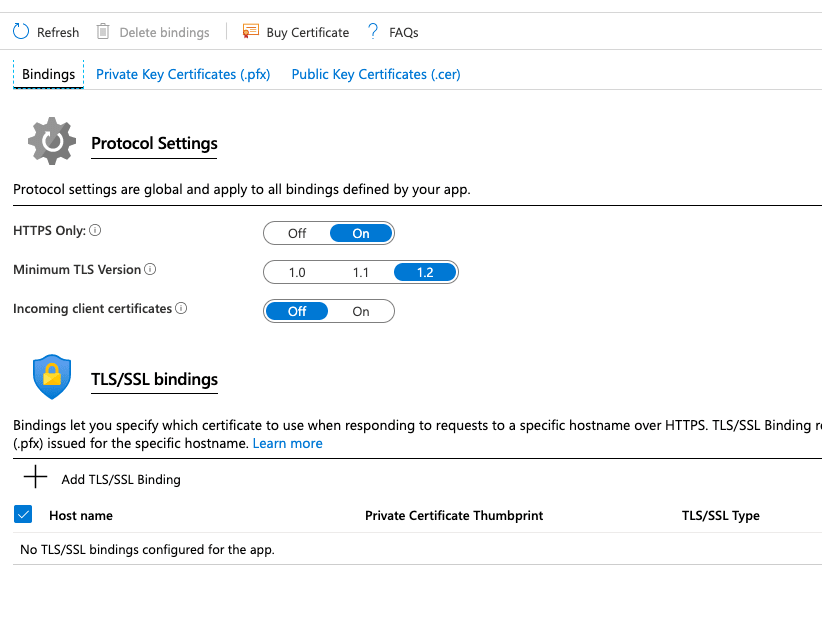 Refresh Delete bindings Buy Certificate ? FAQs
Bindings Private Key Certificates (.pfx) Public Key Certificates (.cer)
Protocol Settings
Protocol settings are global and apply to all bindings defined by your app.
HTTPS Only: Off On
Minimum TLS Version 1.0 1.1 1.2
Incoming client certificates Off On
TLS/SSL bindings
Bindings let you specify which certificate to use when responding to requests to a specific hostname over HTTPS. TLS/SSL Binding
(.pfx) issued for the specific hostname. Learn more
Add TLS/SSL Binding
Host name Private Certificate Thumbprint TLS/SSL Type
No TLS/SSL bindings configured for the app.